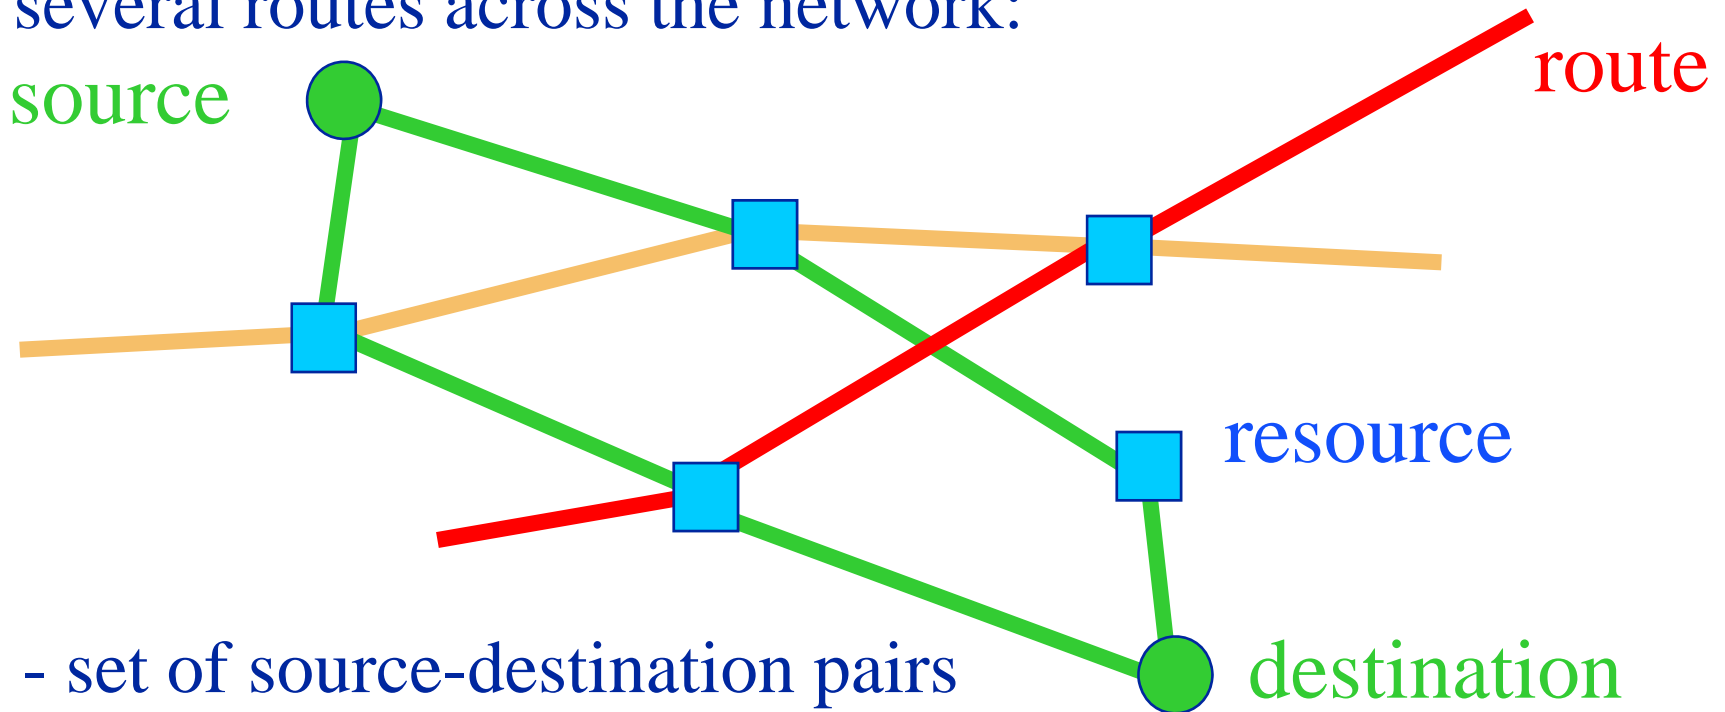 several routes across the network:
source
route
resource
- set of source-destination pairs
destination